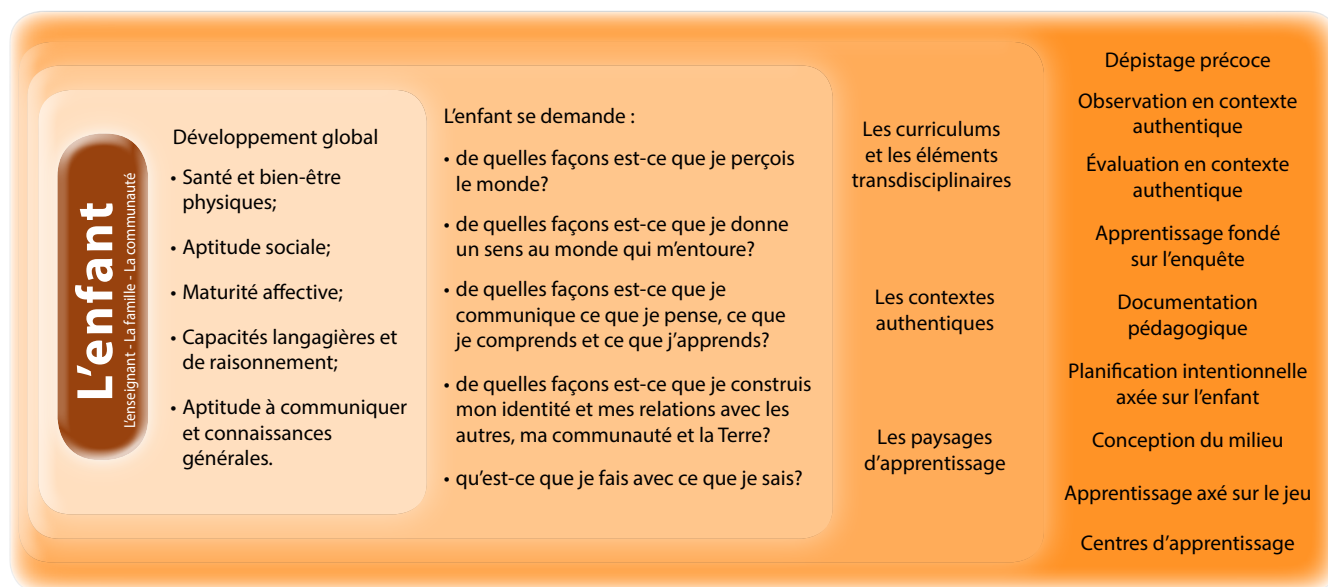 L'enfant
L'enseignant - La famille - La communauté
Développement global
• Santé et bien-être
physiques;
• Aptitude sociale;
• Maturité affective;
• Capacités langagières et
de raisonnement;
• Aptitude à communiquer
et connaissances
générales.
L'enfant se demande :
• de quelles façons est-ce que je perçois
le monde?
• de quelles façons est-ce que je donne
un sens au monde qui m'entoure?
• de quelles façons est-ce que je
communique ce que je pense, ce que
je comprends et ce que j'apprends?
• de quelles façons est-ce que je construis
mon identité et mes relations avec les
autres, ma communauté et la Terre?
• qu'est-ce que je fais avec ce que je sais?
Les curriculums
et les éléments
transdisciplinaires
Les contextes
authentiques
Les paysages
d'apprentissage
Dépistage précoce
Observation en contexte
authentique
Évaluation en contexte
authentique
Apprentissage fondé
sur l'enquête
Documentation
pédagogique
Planification intentionnelle
axée sur l'enfant
Conception du milieu
Apprentissage axé sur le jeu
Centres d'apprentissage